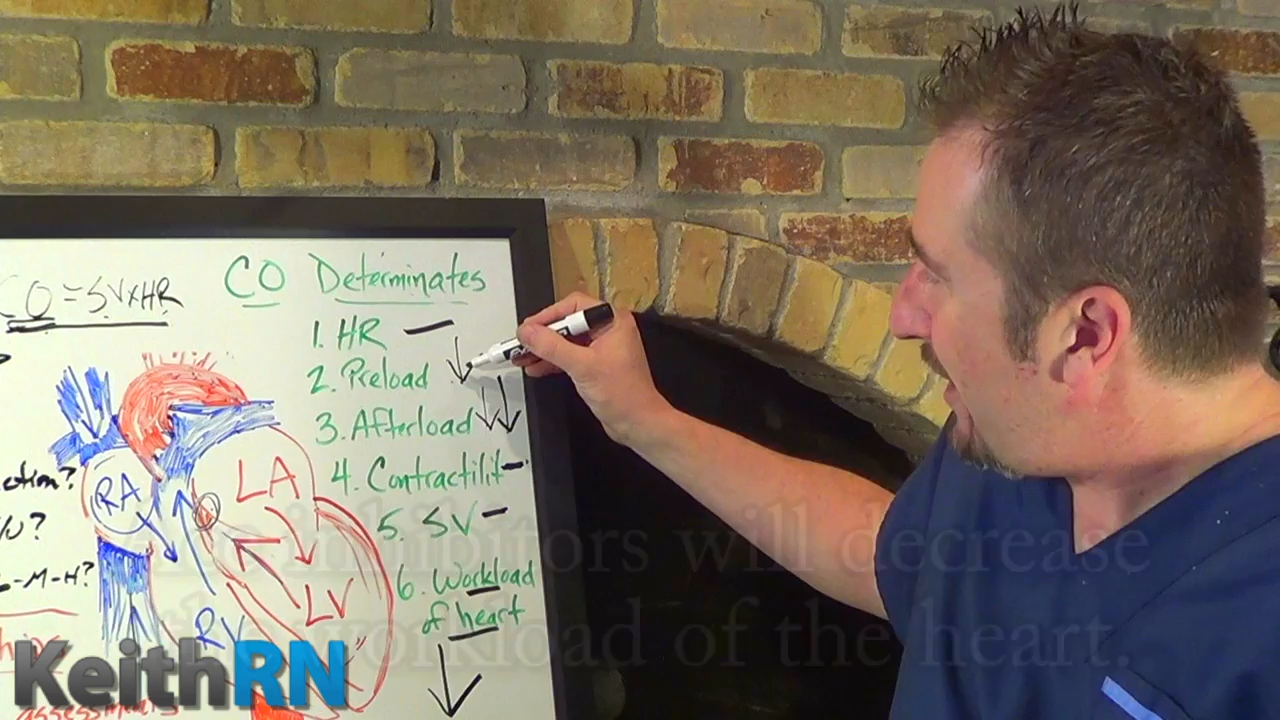 CO = SV x HR
CO Determinates
1. HR —
2. Preload ↓
3. Afterload ↓↓
4. Contractilit -
5. SV -
6. Workload
of heart
↓
RA
LA
LV
RV
ction?
L-M-H?
inhibitors will decrease
workload of the heart.
KeithRN